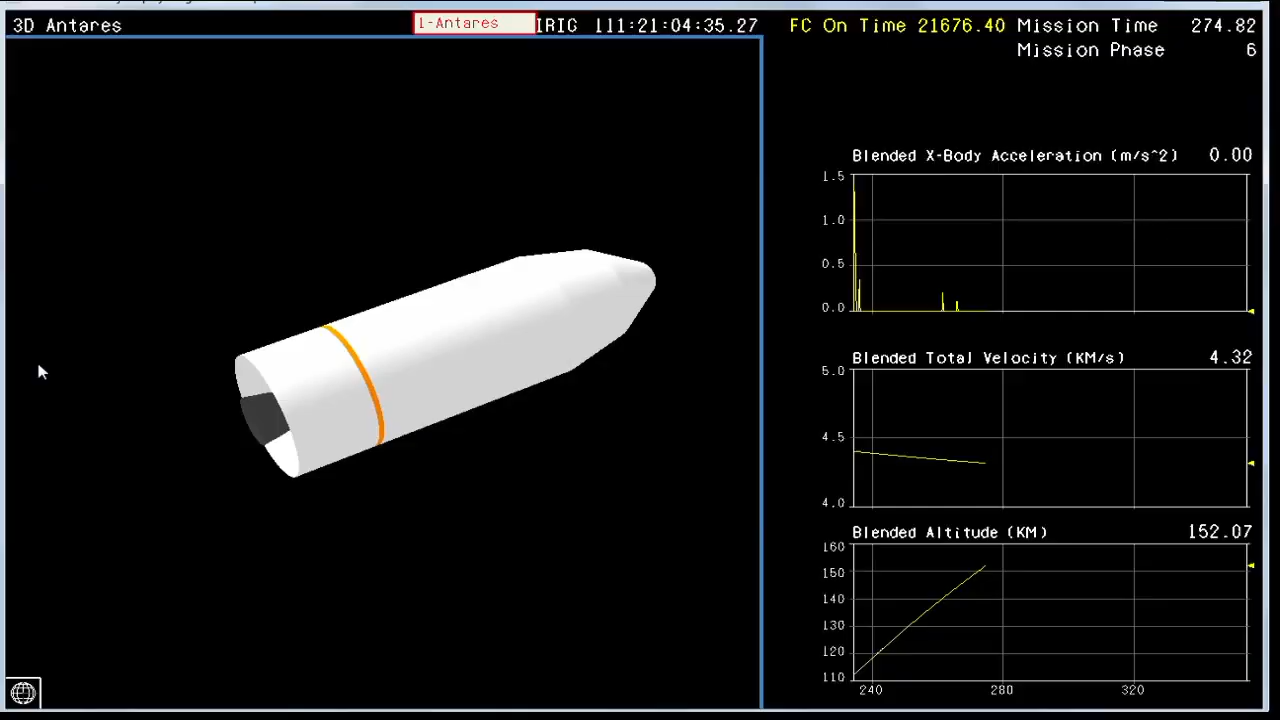 3D Antares
1-Antares
IRIG 111:21:04:35.27
FC On Time 21676.40 Mission Time 274.82
Mission Phase 6
Blended X-Body Acceleration (m/s^2) 0.00
1.5
1.0
0.5
0.0
Blended Total Velocity (KM/s) 4.32
5.0
4.5
4.0
Blended Altitude (KM) 152.07
160
150
140
130
120
110
240 280 320